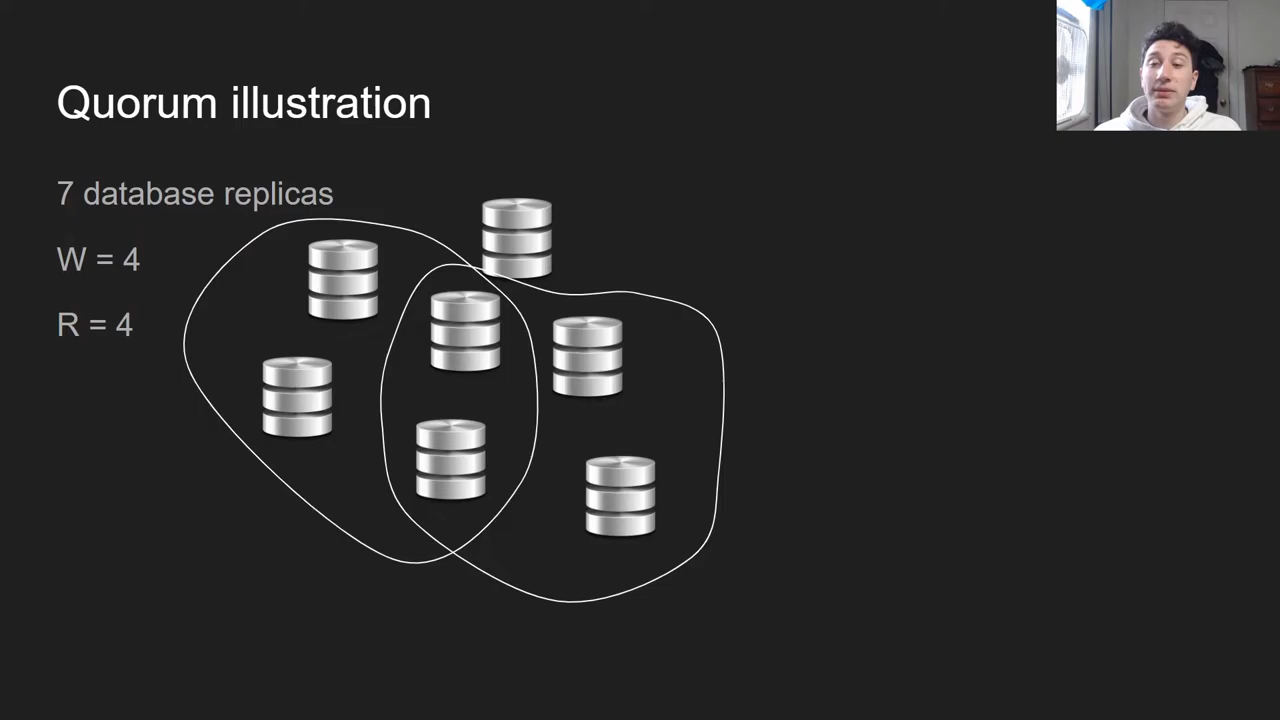 Quorum illustration
7 database replicas
W = 4
R = 4